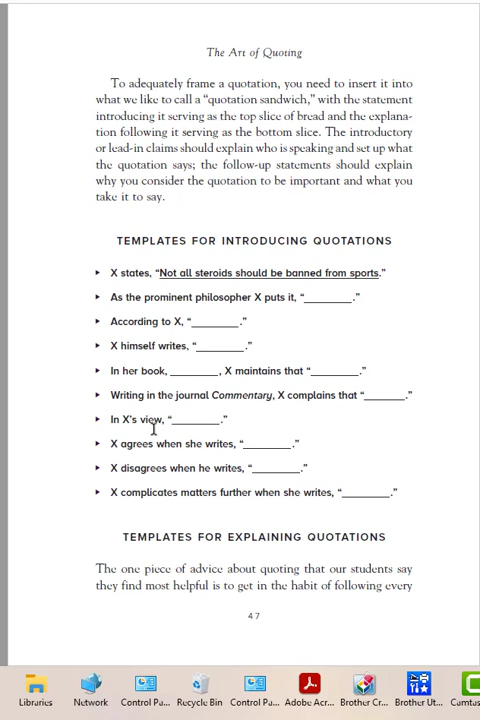 The Art of Quoting
To adequately frame a quotation, you need to insert it into
what we like to call a “quotation sandwich,” with the statement
introducing it serving as the top slice of bread and the explana-
tion following it serving as the bottom slice. The introductory
or lead-in claims should explain who is speaking and set up what
the quotation says; the follow-up statements should explain
why you consider the quotation to be important and what you
take it to say.
TEMPLATES FOR INTRODUCING QUOTATIONS
▸ X states, “Not all steroids should be banned from sports.”
▸ As the prominent philosopher X puts it, “________.”
▸ According to X, “________.”
▸ X himself writes, “________.”
▸ In her book, ________, X maintains that “________.”
▸ Writing in the journal Commentary, X complains that “________.”
▸ In X’s view, “________.”
▸ X agrees when she writes, “________.”
▸ X disagrees when he writes, “________.”
▸ X complicates matters further when she writes, “________.”
TEMPLATES FOR EXPLAINING QUOTATIONS
The one piece of advice about quoting that our students say
they find most helpful is to get in the habit of following every
47
Libraries Network Control Pa... Recycle Bin Control Pa... Adobe Acr... Brother Cr... Brother Ut... Camtas